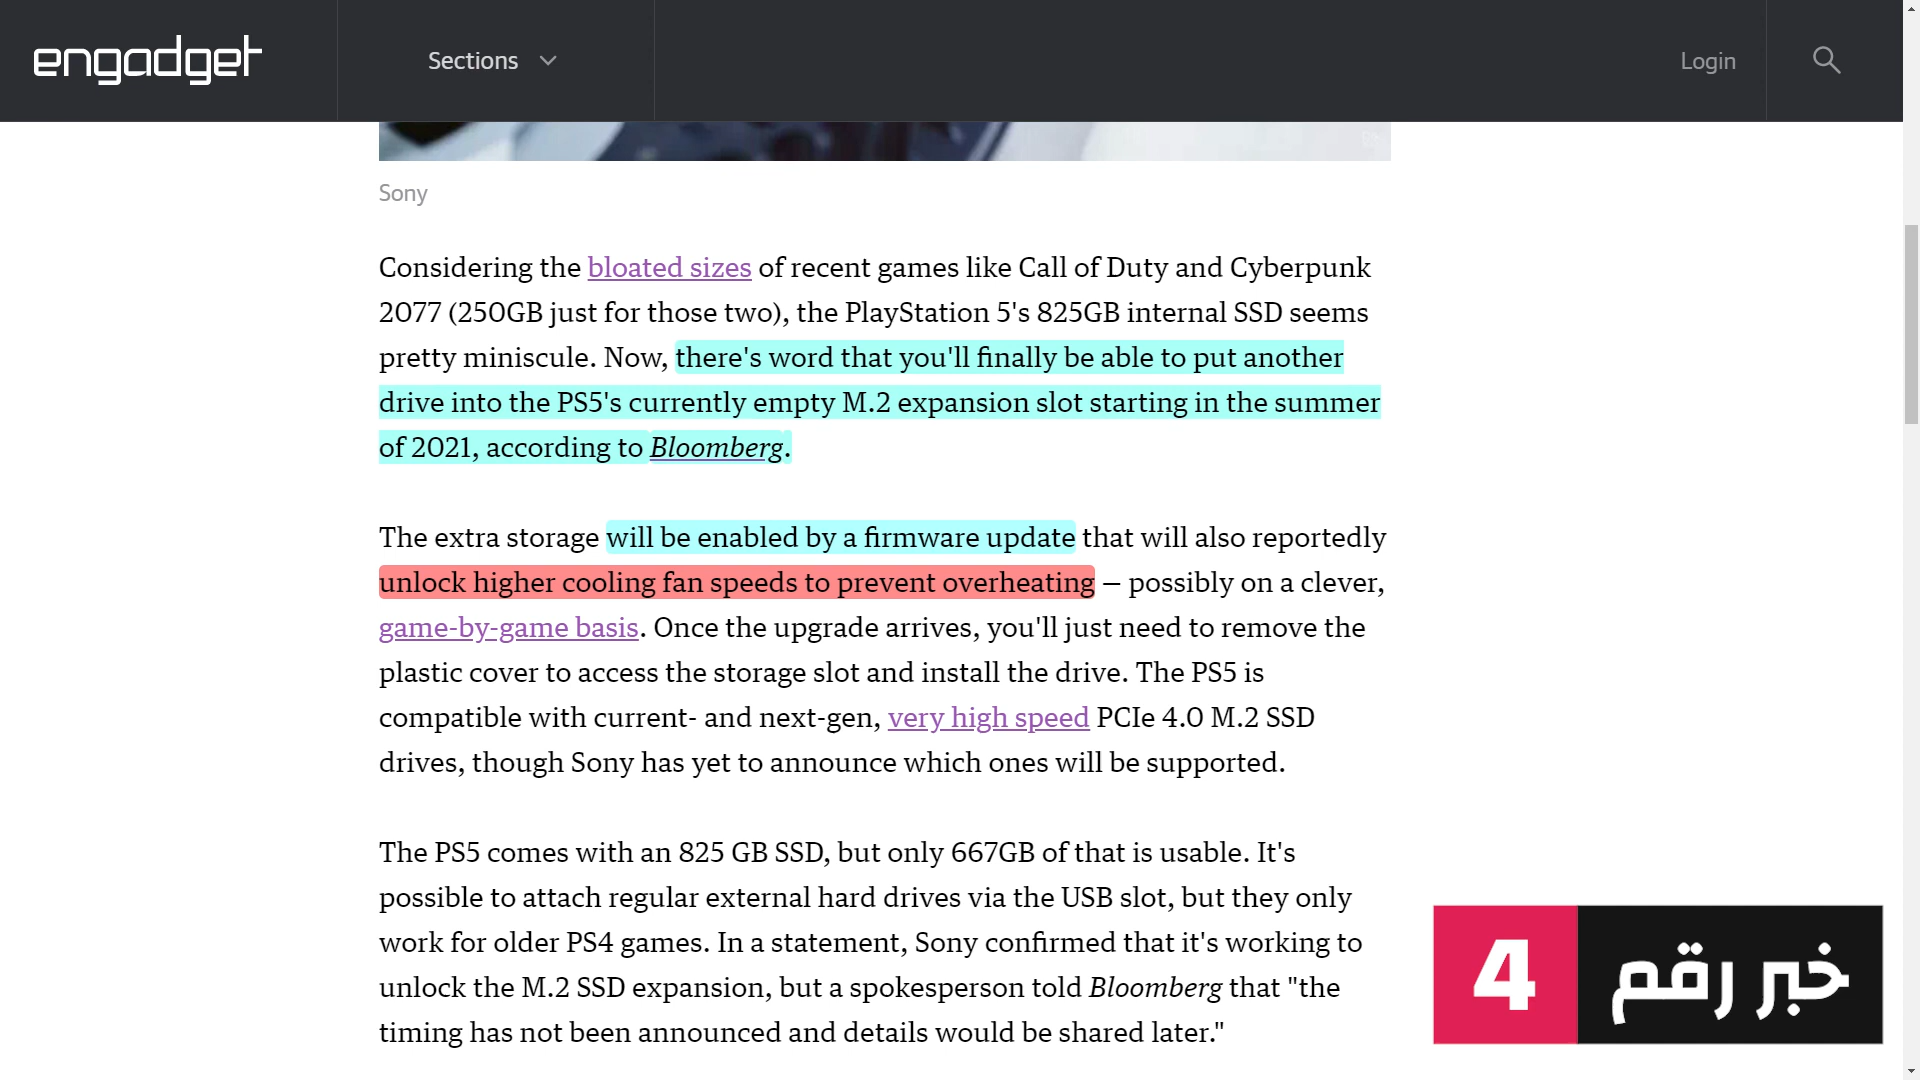 engadget
Sections
Login
Sony
Considering the bloated sizes of recent games like Call of Duty and Cyberpunk
2077 (250GB just for those two), the PlayStation 5's 825GB internal SSD seems
pretty miniscule. Now, there's word that you'll finally be able to put another
drive into the PS5's currently empty M.2 expansion slot starting in the summer
of 2021, according to Bloomberg.
The extra storage will be enabled by a firmware update that will also reportedly
unlock higher cooling fan speeds to prevent overheating — possibly on a clever,
game-by-game basis. Once the upgrade arrives, you'll just need to remove the
plastic cover to access the storage slot and install the drive. The PS5 is
compatible with current- and next-gen, very high speed PCIe 4.0 M.2 SSD
drives, though Sony has yet to announce which ones will be supported.
The PS5 comes with an 825 GB SSD, but only 667GB of that is usable. It's
possible to attach regular external hard drives via the USB slot, but they only
work for older PS4 games. In a statement, Sony confirmed that it's working to
unlock the M.2 SSD expansion, but a spokesperson told Bloomberg that "the
timing has not been announced and details would be shared later."
خبر رقم 4